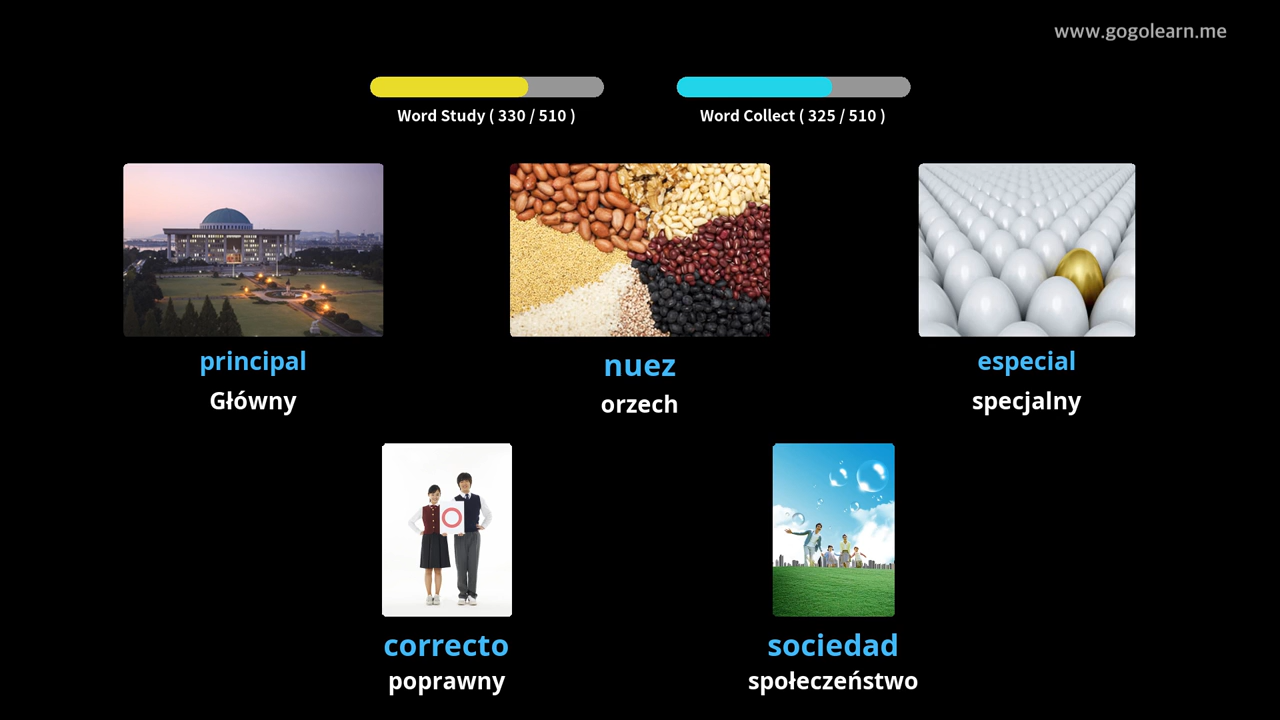 www.gogolearn.me
Word Study ( 330 / 510 )
Word Collect ( 325 / 510 )
principal
Główny
nuez
orzech
especial
specjalny
correcto
poprawny
sociedad
społeczeństwo